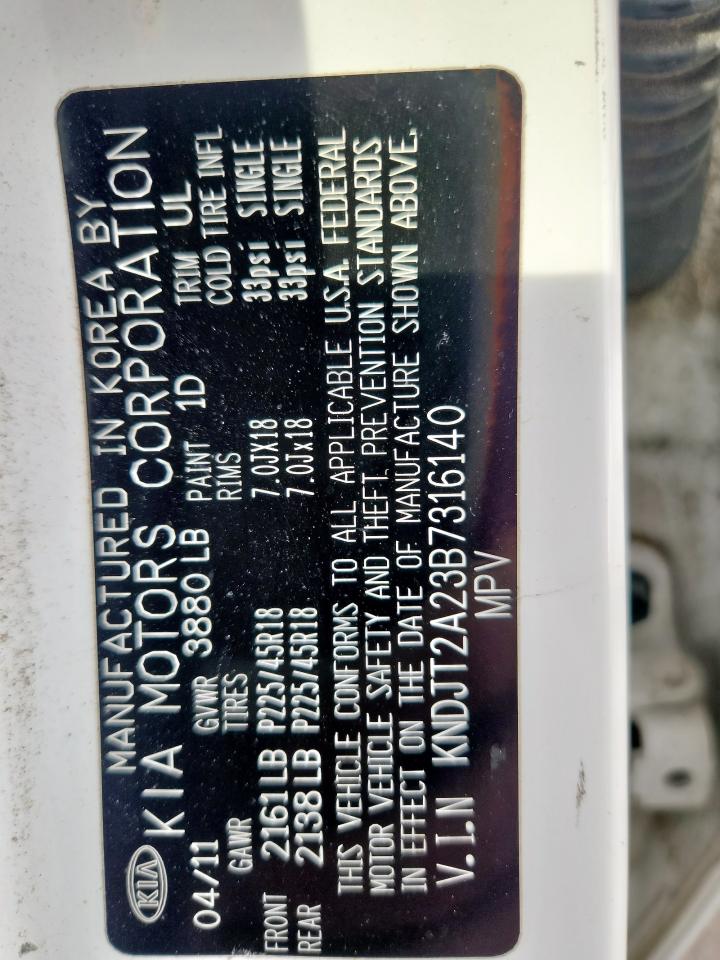 MANUFACTURED IN KOREA BY
KIA KIA MOTORS CORPORATION
04/11 GVWR 3880 LB PAINT 1D TRIM UL
GAWR TIRES RIMS COLD TIRE INFL
FRONT 2161 LB P225/45R18 7.0JX18 33psi SINGLE
REAR 2138 LB P225/45R18 7.0Jx18 33psi SINGLE
THIS VEHICLE CONFORMS TO ALL APPLICABLE U.S.A. FEDERAL
MOTOR VEHICLE SAFETY AND THEFT PREVENTION STANDARDS
IN EFFECT ON THE DATE OF MANUFACTURE SHOWN ABOVE.
V.I.N KNDJT2A23B7316140
MPV